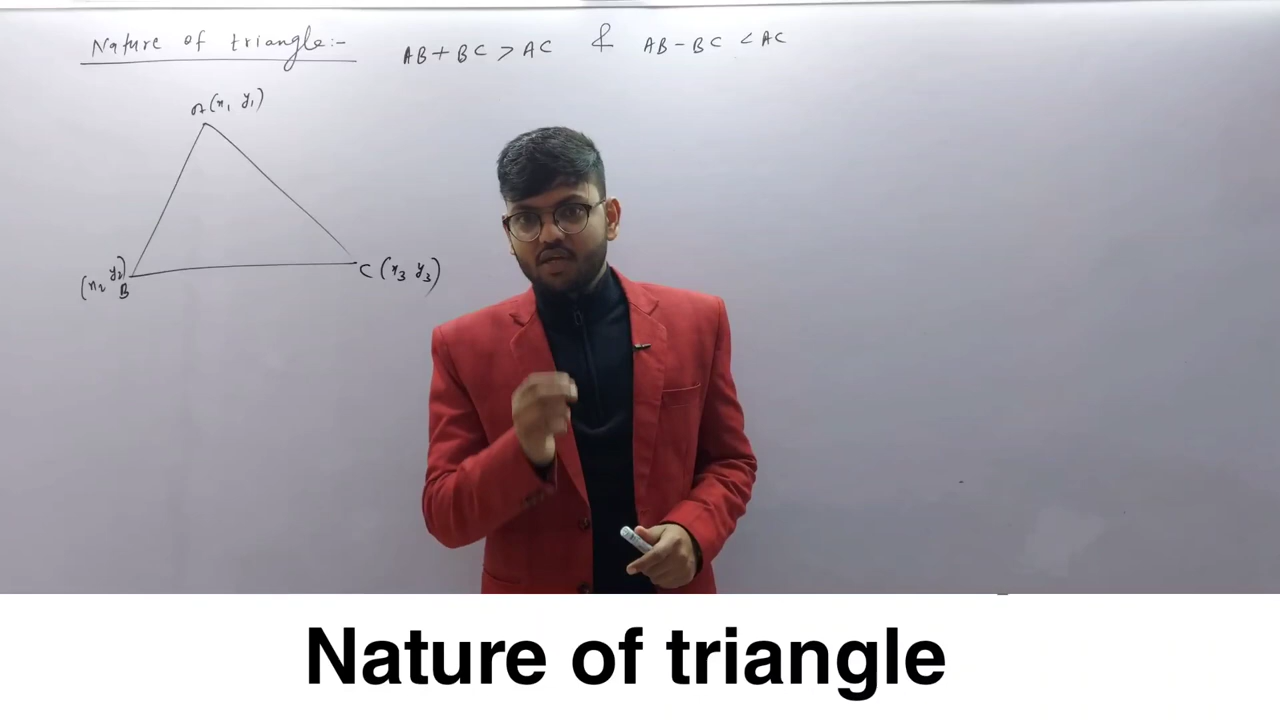 Nature of triangle:- AB + BC > AC & AB - BC < AC
A (x₁ y₁)
(x₂ y₂) B
C (x₃ y₃)
Nature of triangle